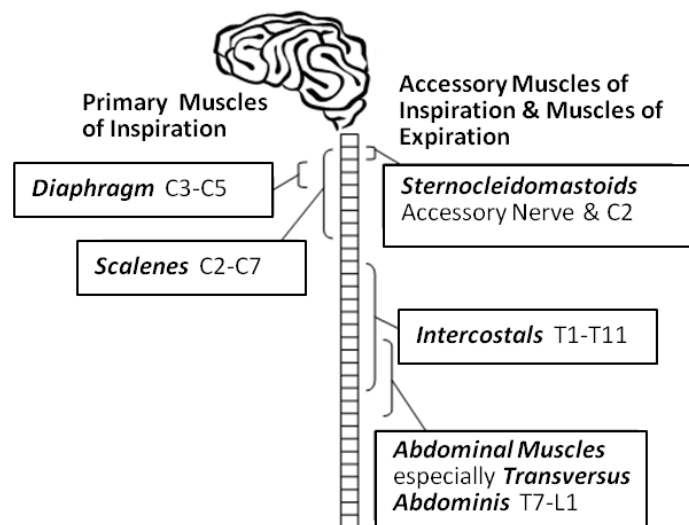 Primary Muscles
of Inspiration
Diaphragm C3-C5
Scalenes C2-C7
Accessory Muscles of
Inspiration & Muscles of
Expiration
Sternocleidomastoids
Accessory Nerve & C2
Intercostals T1-T11
Abdominal Muscles
especially Transversus
Abdominis T7-L1